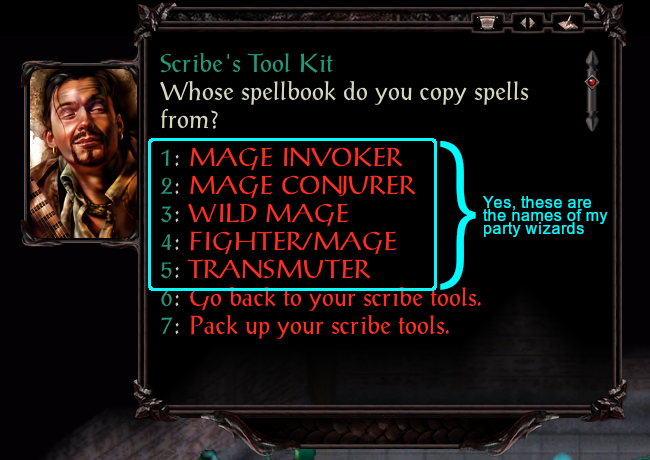 Scribe's Tool Kit
Whose spellbook do you copy spells
from?
1: MAGE INVOKER
2: MAGE CONJURER
3: WILD MAGE
4: FIGHTER/MAGE
5: TRANSMUTER
6: Go back to your scribe tools.
7: Pack up your scribe tools.
Yes, these are
the names of my
party wizards